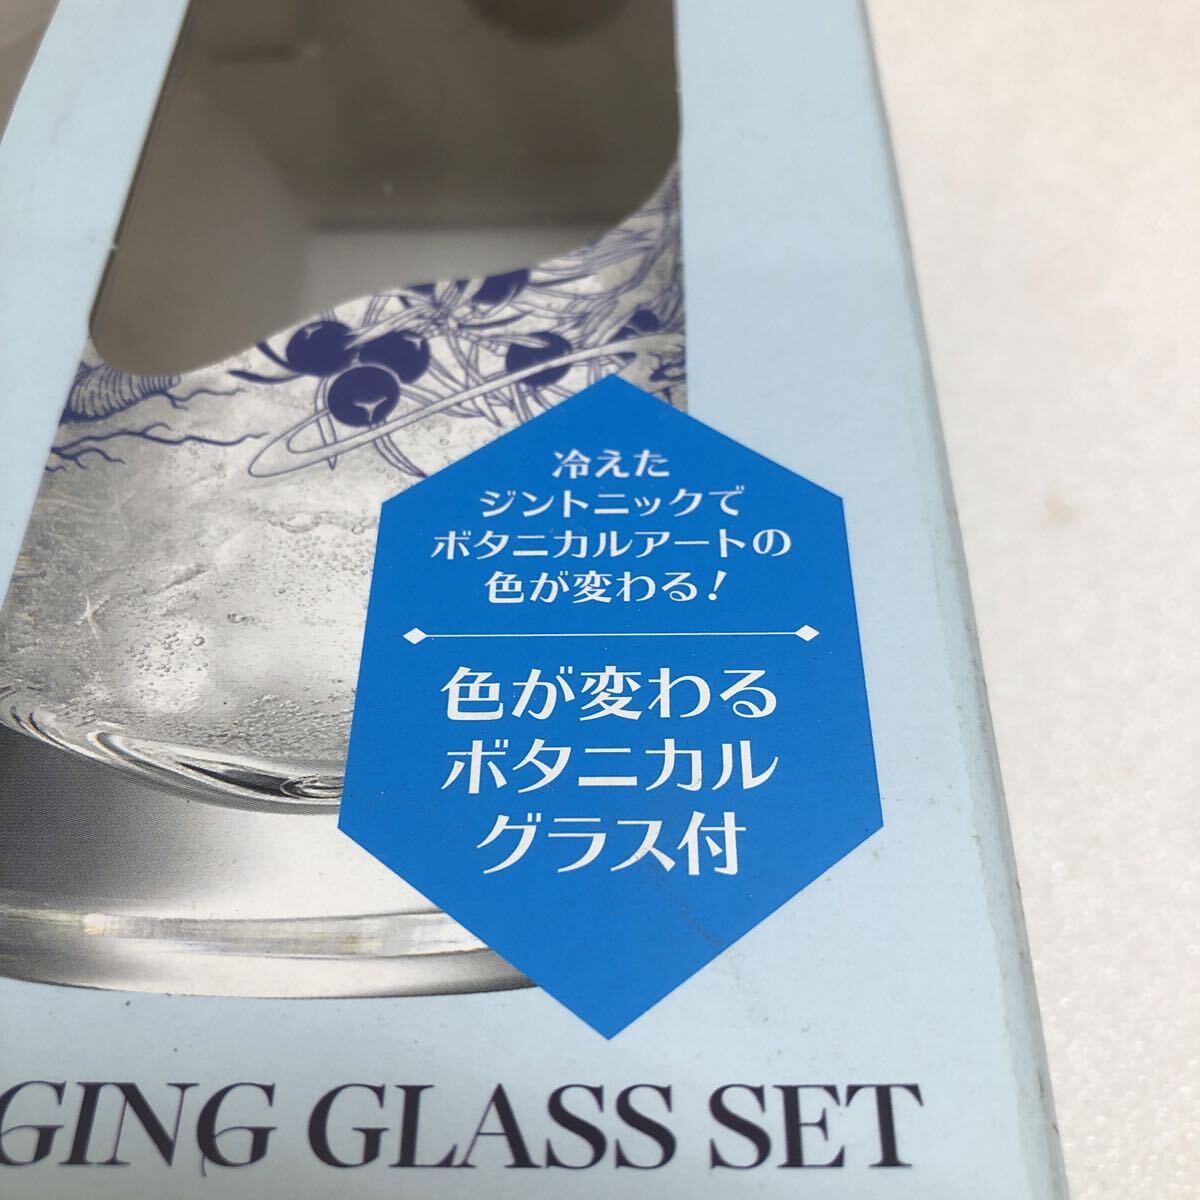 冷えた
ジントニックで
ボタニカルアートの
色が変わる!
色が変わる
ボタニカル
グラス付
GING GLASS SET